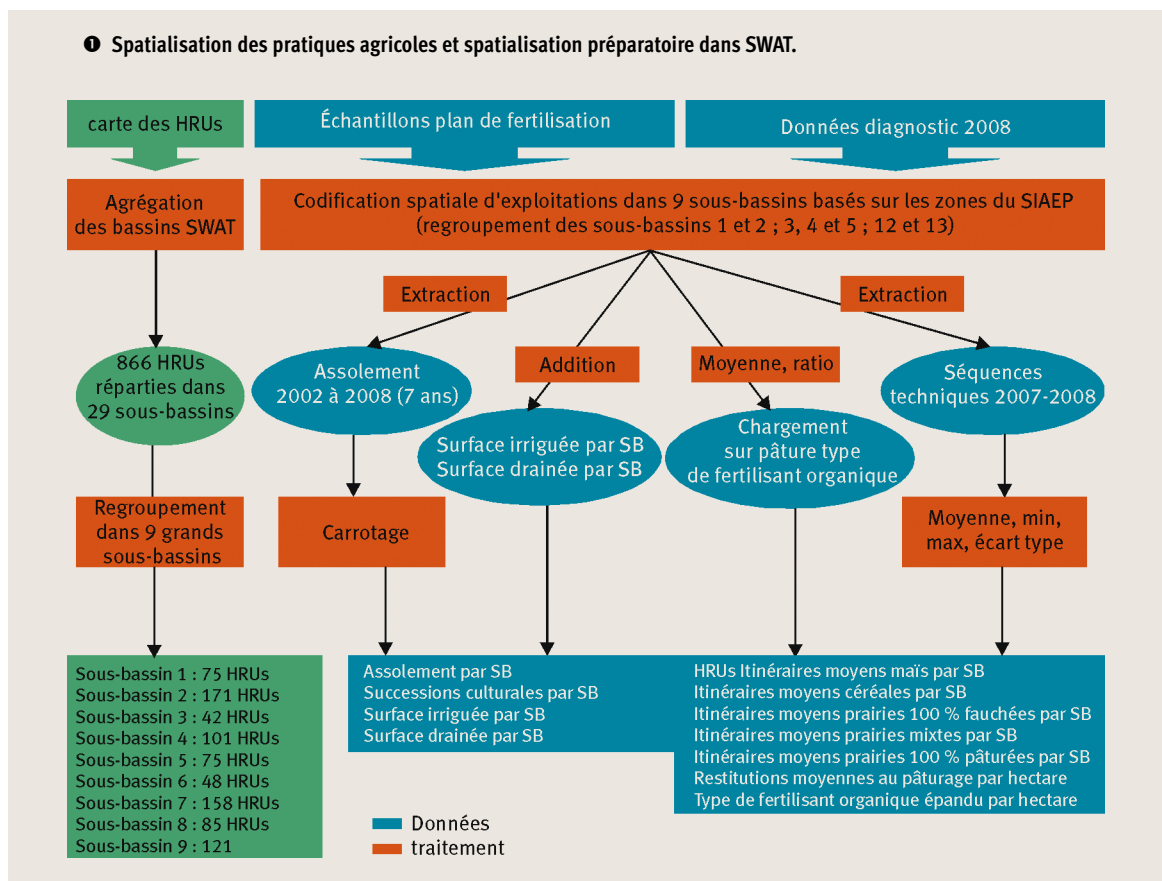 ❶ Spatialisation des pratiques agricoles et spatialisation préparatoire dans SWAT.
carte des HRUs
Échantillons plan de fertilisation
Données diagnostic 2008
Agrégation
des bassins SWAT
Codification spatiale d'exploitations dans 9 sous-bassins basés sur les zones du SIAEP
(regroupement des sous-bassins 1 et 2 ; 3, 4 et 5 ; 12 et 13)
Extraction
Extraction
Addition
Moyenne, ratio
866 HRUs
réparties dans
29 sous-bassins
Assolement
2002 à 2008 (7 ans)
Surface irriguée par SB
Surface drainée par SB
Chargement
sur pâture type
de fertilisant organique
Séquences
techniques 2007-2008
Regroupement
dans 9 grands
sous-bassins
Carrotage
Moyenne, min,
max, écart type
Sous-bassin 1 : 75 HRUs
Sous-bassin 2 : 171 HRUs
Sous-bassin 3 : 42 HRUs
Sous-bassin 4 : 101 HRUs
Sous-bassin 5 : 75 HRUs
Sous-bassin 6 : 48 HRUs
Sous-bassin 7 : 158 HRUs
Sous-bassin 8 : 85 HRUs
Sous-bassin 9 : 121
Assolement par SB
Successions culturales par SB
Surface irriguée par SB
Surface drainée par SB
HRUs Itinéraires moyens maïs par SB
Itinéraires moyens céréales par SB
Itinéraires moyens prairies 100 % fauchées par SB
Itinéraires moyens prairies mixtes par SB
Itinéraires moyens prairies 100 % pâturées par SB
Restitutions moyennes au pâturage par hectare
Type de fertilisant organique épandu par hectare
Données
traitement